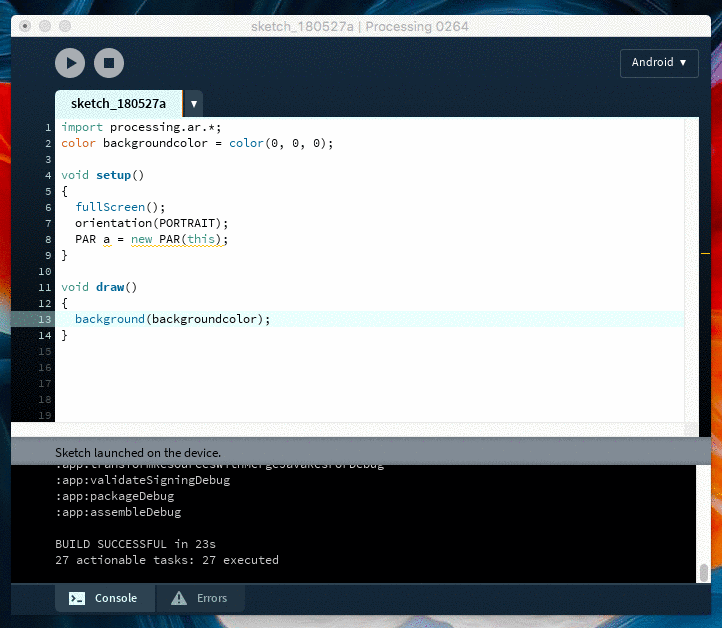 sketch_180527a | Processing 0264
Android ▼
sketch_180527a ▼
1 import processing.ar.*;
2 color backgroundcolor = color(0, 0, 0);
3
4 void setup()
5 {
6   fullScreen();
7   orientation(PORTRAIT);
8   PAR a = new PAR(this);
9 }
10
11 void draw()
12 {
13   background(backgroundcolor);
14 }
15
16
17
18
19
Sketch launched on the device.
:app:transformResourcesWithMergeJavaResForDebug
:app:validateSigningDebug
:app:packageDebug
:app:assembleDebug
BUILD SUCCESSFUL in 23s
27 actionable tasks: 27 executed
Console Errors